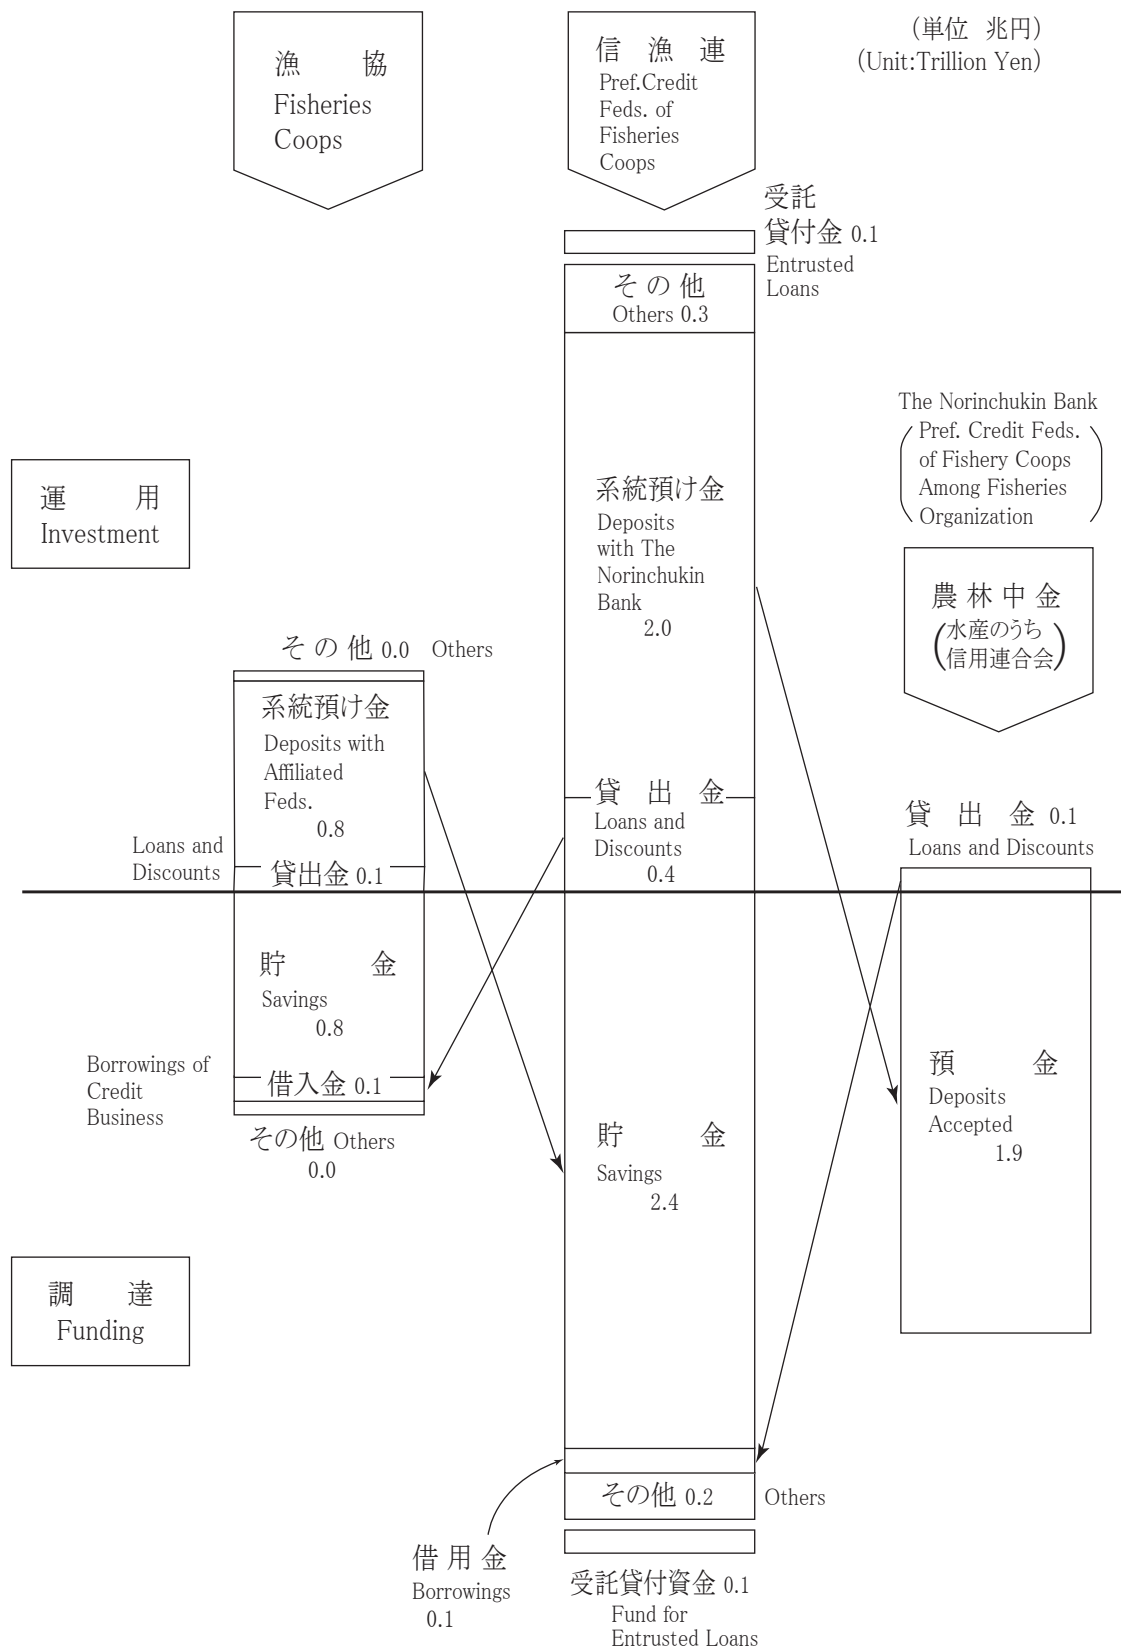 漁　協
Fisheries
Coops
信 漁 連
Pref.Credit
Feds. of
Fisheries
Coops
(単位 兆円)
(Unit:Trillion Yen)
受託
貸付金 0.1
Entrusted
Loans
その他
Others 0.3
系統預け金
Deposits
with The
Norinchukin
Bank
2.0
貸 出 金
Loans and
Discounts
0.4
The Norinchukin Bank
(Pref. Credit Feds.
of Fishery Coops
Among Fisheries
Organization)
農林中金
(水産のうち
信用連合会)
運　用
Investment
その他 0.0 Others
系統預け金
Deposits with
Affiliated
Feds.
0.8
Loans and
Discounts
貸出金 0.1
貸 出 金 0.1
Loans and Discounts
貯　金
Savings
0.8
Borrowings of
Credit
Business
借入金 0.1
その他 Others
0.0
貯　金
Savings
2.4
預　金
Deposits
Accepted
1.9
調　達
Funding
その他 0.2 Others
借用金
Borrowings
0.1
受託貸付資金 0.1
Fund for
Entrusted Loans